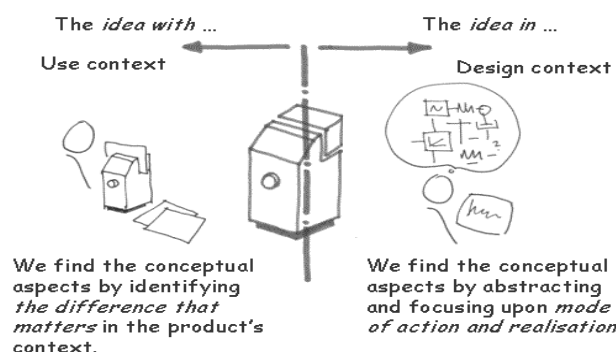 The idea with ...
The idea in ...
Use context
Design context
We find the conceptual
aspects by identifying
the difference that
matters in the product's
context.
We find the conceptual
aspects by abstracting
and focusing upon mode
of action and realisation